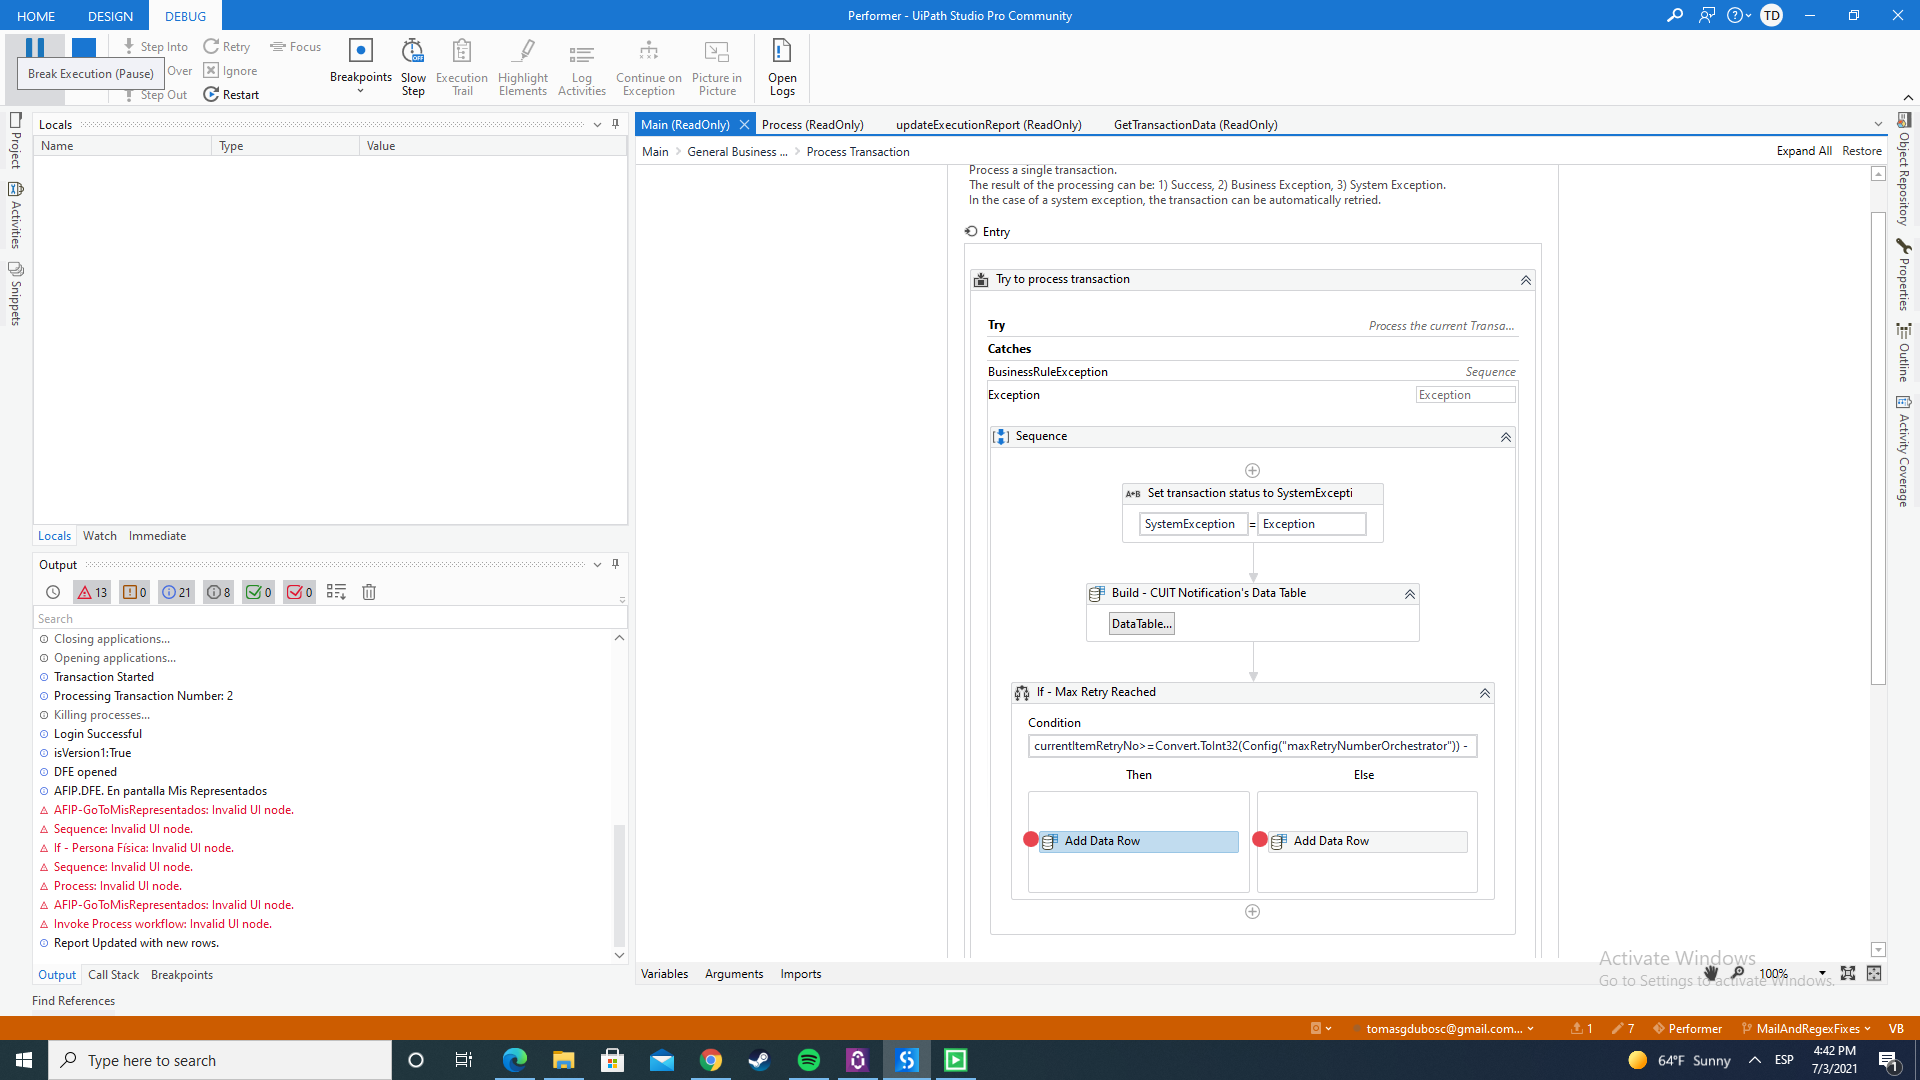 HOME
DESIGN
DEBUG
Performer - UiPath Studio Pro Community
TD
Step Into
Retry
Focus
Break Execution (Pause)
Over
Ignore
Step Out
Restart
Breakpoints
Slow Step
OFF
Execution Trail
Highlight Elements
Log Activities
Continue on Exception
Picture in Picture
Open Logs
Project
Activities
Snippets
Locals
Name
Type
Value
Locals
Watch
Immediate
Output
13
0
21
8
0
0
Search
Closing applications...
Opening applications...
Transaction Started
Processing Transaction Number: 2
Killing processes...
Login Successful
isVersion1:True
DFE opened
AFIP.DFE. En pantalla Mis Representados
AFIP-GoToMisRepresentados: Invalid UI node.
Sequence: Invalid UI node.
If - Persona Física: Invalid UI node.
Sequence: Invalid UI node.
Process: Invalid UI node.
AFIP-GoToMisRepresentados: Invalid UI node.
Invoke Process workflow: Invalid UI node.
Report Updated with new rows.
Output
Call Stack
Breakpoints
Find References
Main (ReadOnly)
Process (ReadOnly)
updateExecutionReport (ReadOnly)
GetTransactionData (ReadOnly)
Main
General Business ...
Process Transaction
Expand All
Restore
Process a single transaction.
The result of the processing can be: 1) Success, 2) Business Exception, 3) System Exception.
In the case of a system exception, the transaction can be automatically retried.
Entry
Try to process transaction
Try
Process the current Transa...
Catches
BusinessRuleException
Sequence
Exception
Exception
Sequence
A+B Set transaction status to SystemExcepti
SystemException = Exception
Build - CUIT Notification's Data Table
DataTable...
If - Max Retry Reached
Condition
currentItemRetryNo>=Convert.ToInt32(Config("maxRetryNumberOrchestrator")) -
Then
Else
Add Data Row
Add Data Row
Variables
Arguments
Imports
100%
Activate Windows
Go to Settings to activate Windows.
Object Repository
Properties
Outline
Activity Coverage
tomasgdubosc@gmail.com...
1
7
Performer
MailAndRegexFixes
VB
Type here to search
64°F Sunny
ESP
4:42 PM
7/3/2021
1